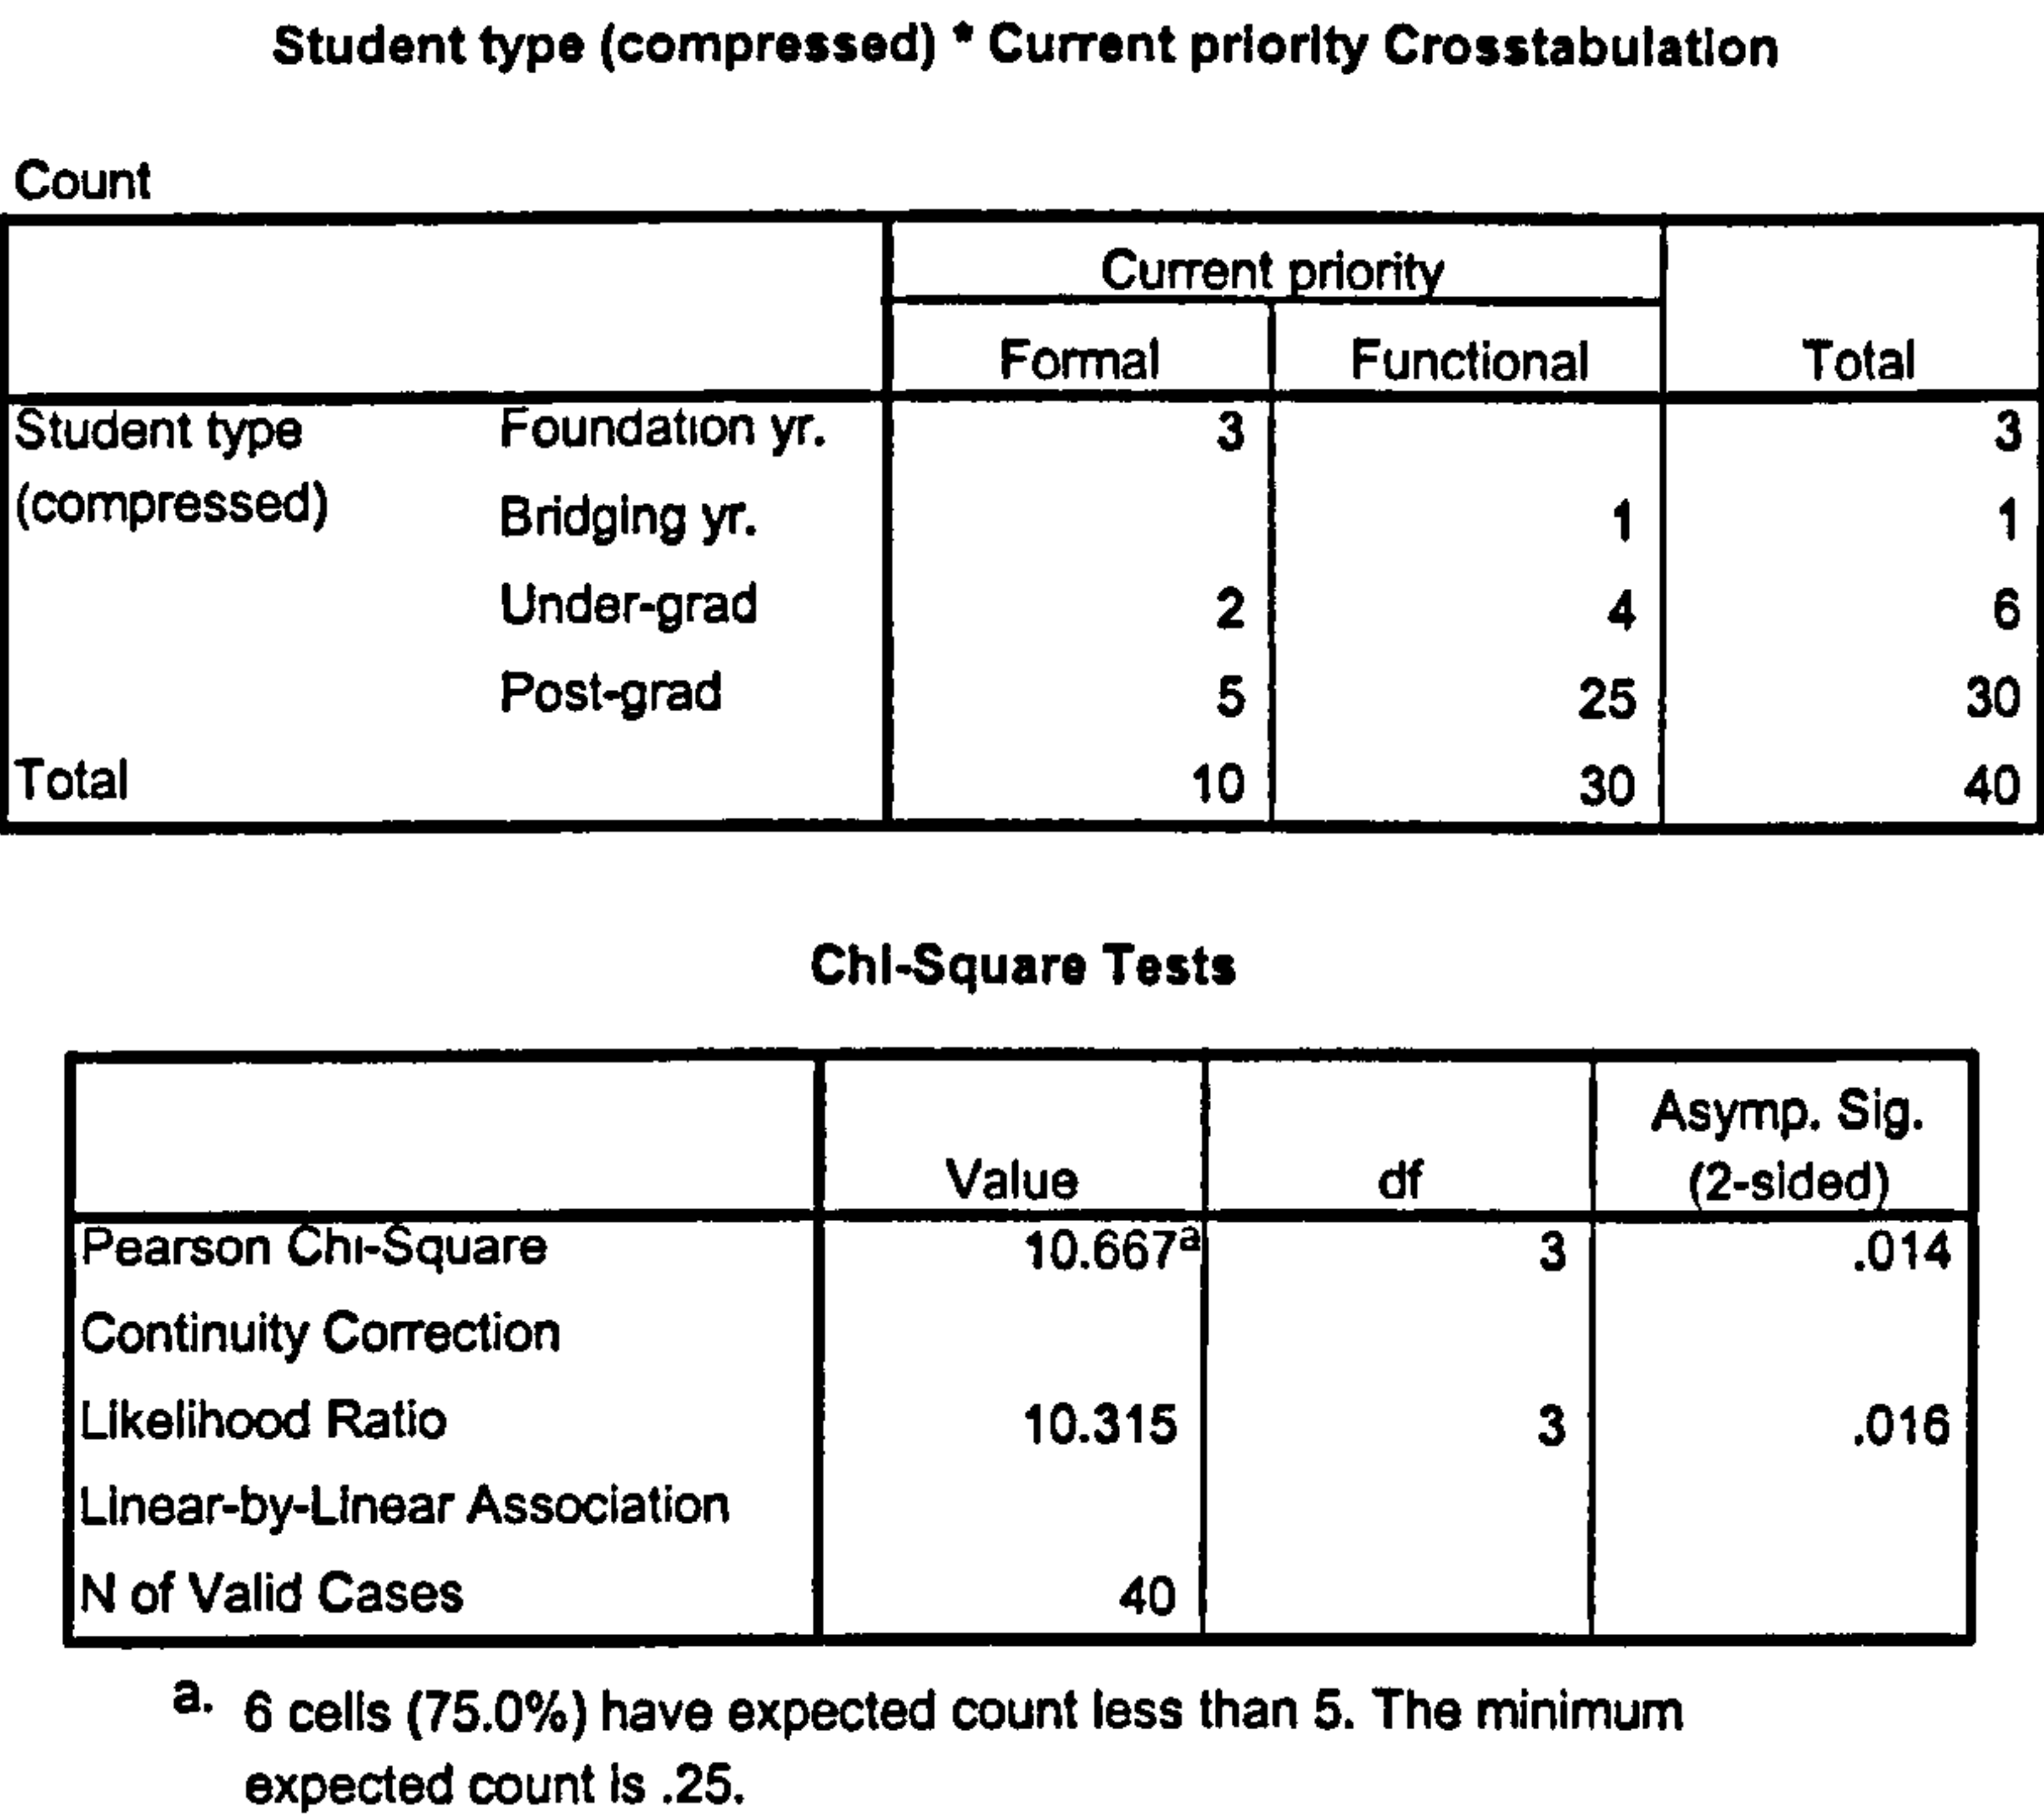 Student type (compressed) * Current priority Crosstabulation
Count
Current priority
Formal Functional Total
Student type (compressed) Foundation yr. 3 3
Bridging yr. 1 1
Under-grad 2 4 6
Post-grad 5 25 30
Total 10 30 40
Chi-Square Tests
Value df Asymp. Sig. (2-sided)
Pearson Chi-Square 10.667a 3 .014
Continuity Correction
Likelihood Ratio 10.315 3 .016
Linear-by-Linear Association
N of Valid Cases 40
a. 6 cells (75.0%) have expected count less than 5. The minimum
expected count is .25.